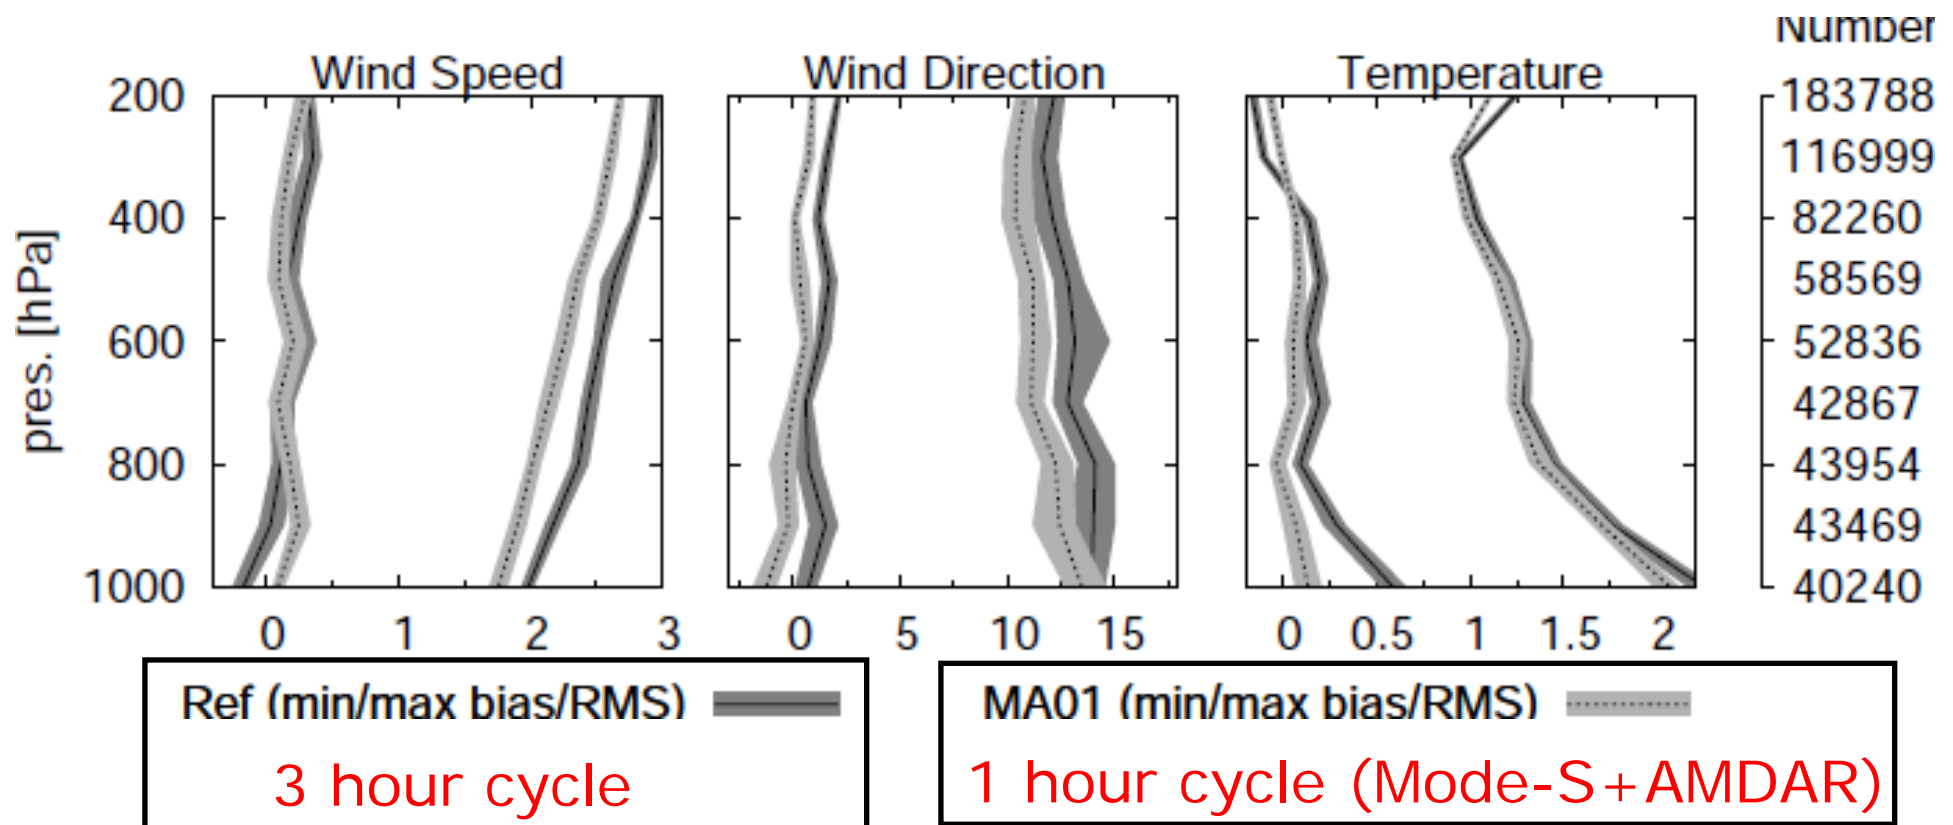 Number
Wind Speed Wind Direction Temperature
200 183788
116999
400 82260
58569
pres. [hPa]
600 52836
42867
800 43954
43469
1000 40240
0 1 2 3 0 5 10 15 0 0.5 1 1.5 2
Ref (min/max bias/RMS) MA01 (min/max bias/RMS)
3 hour cycle 1 hour cycle (Mode-S+AMDAR)